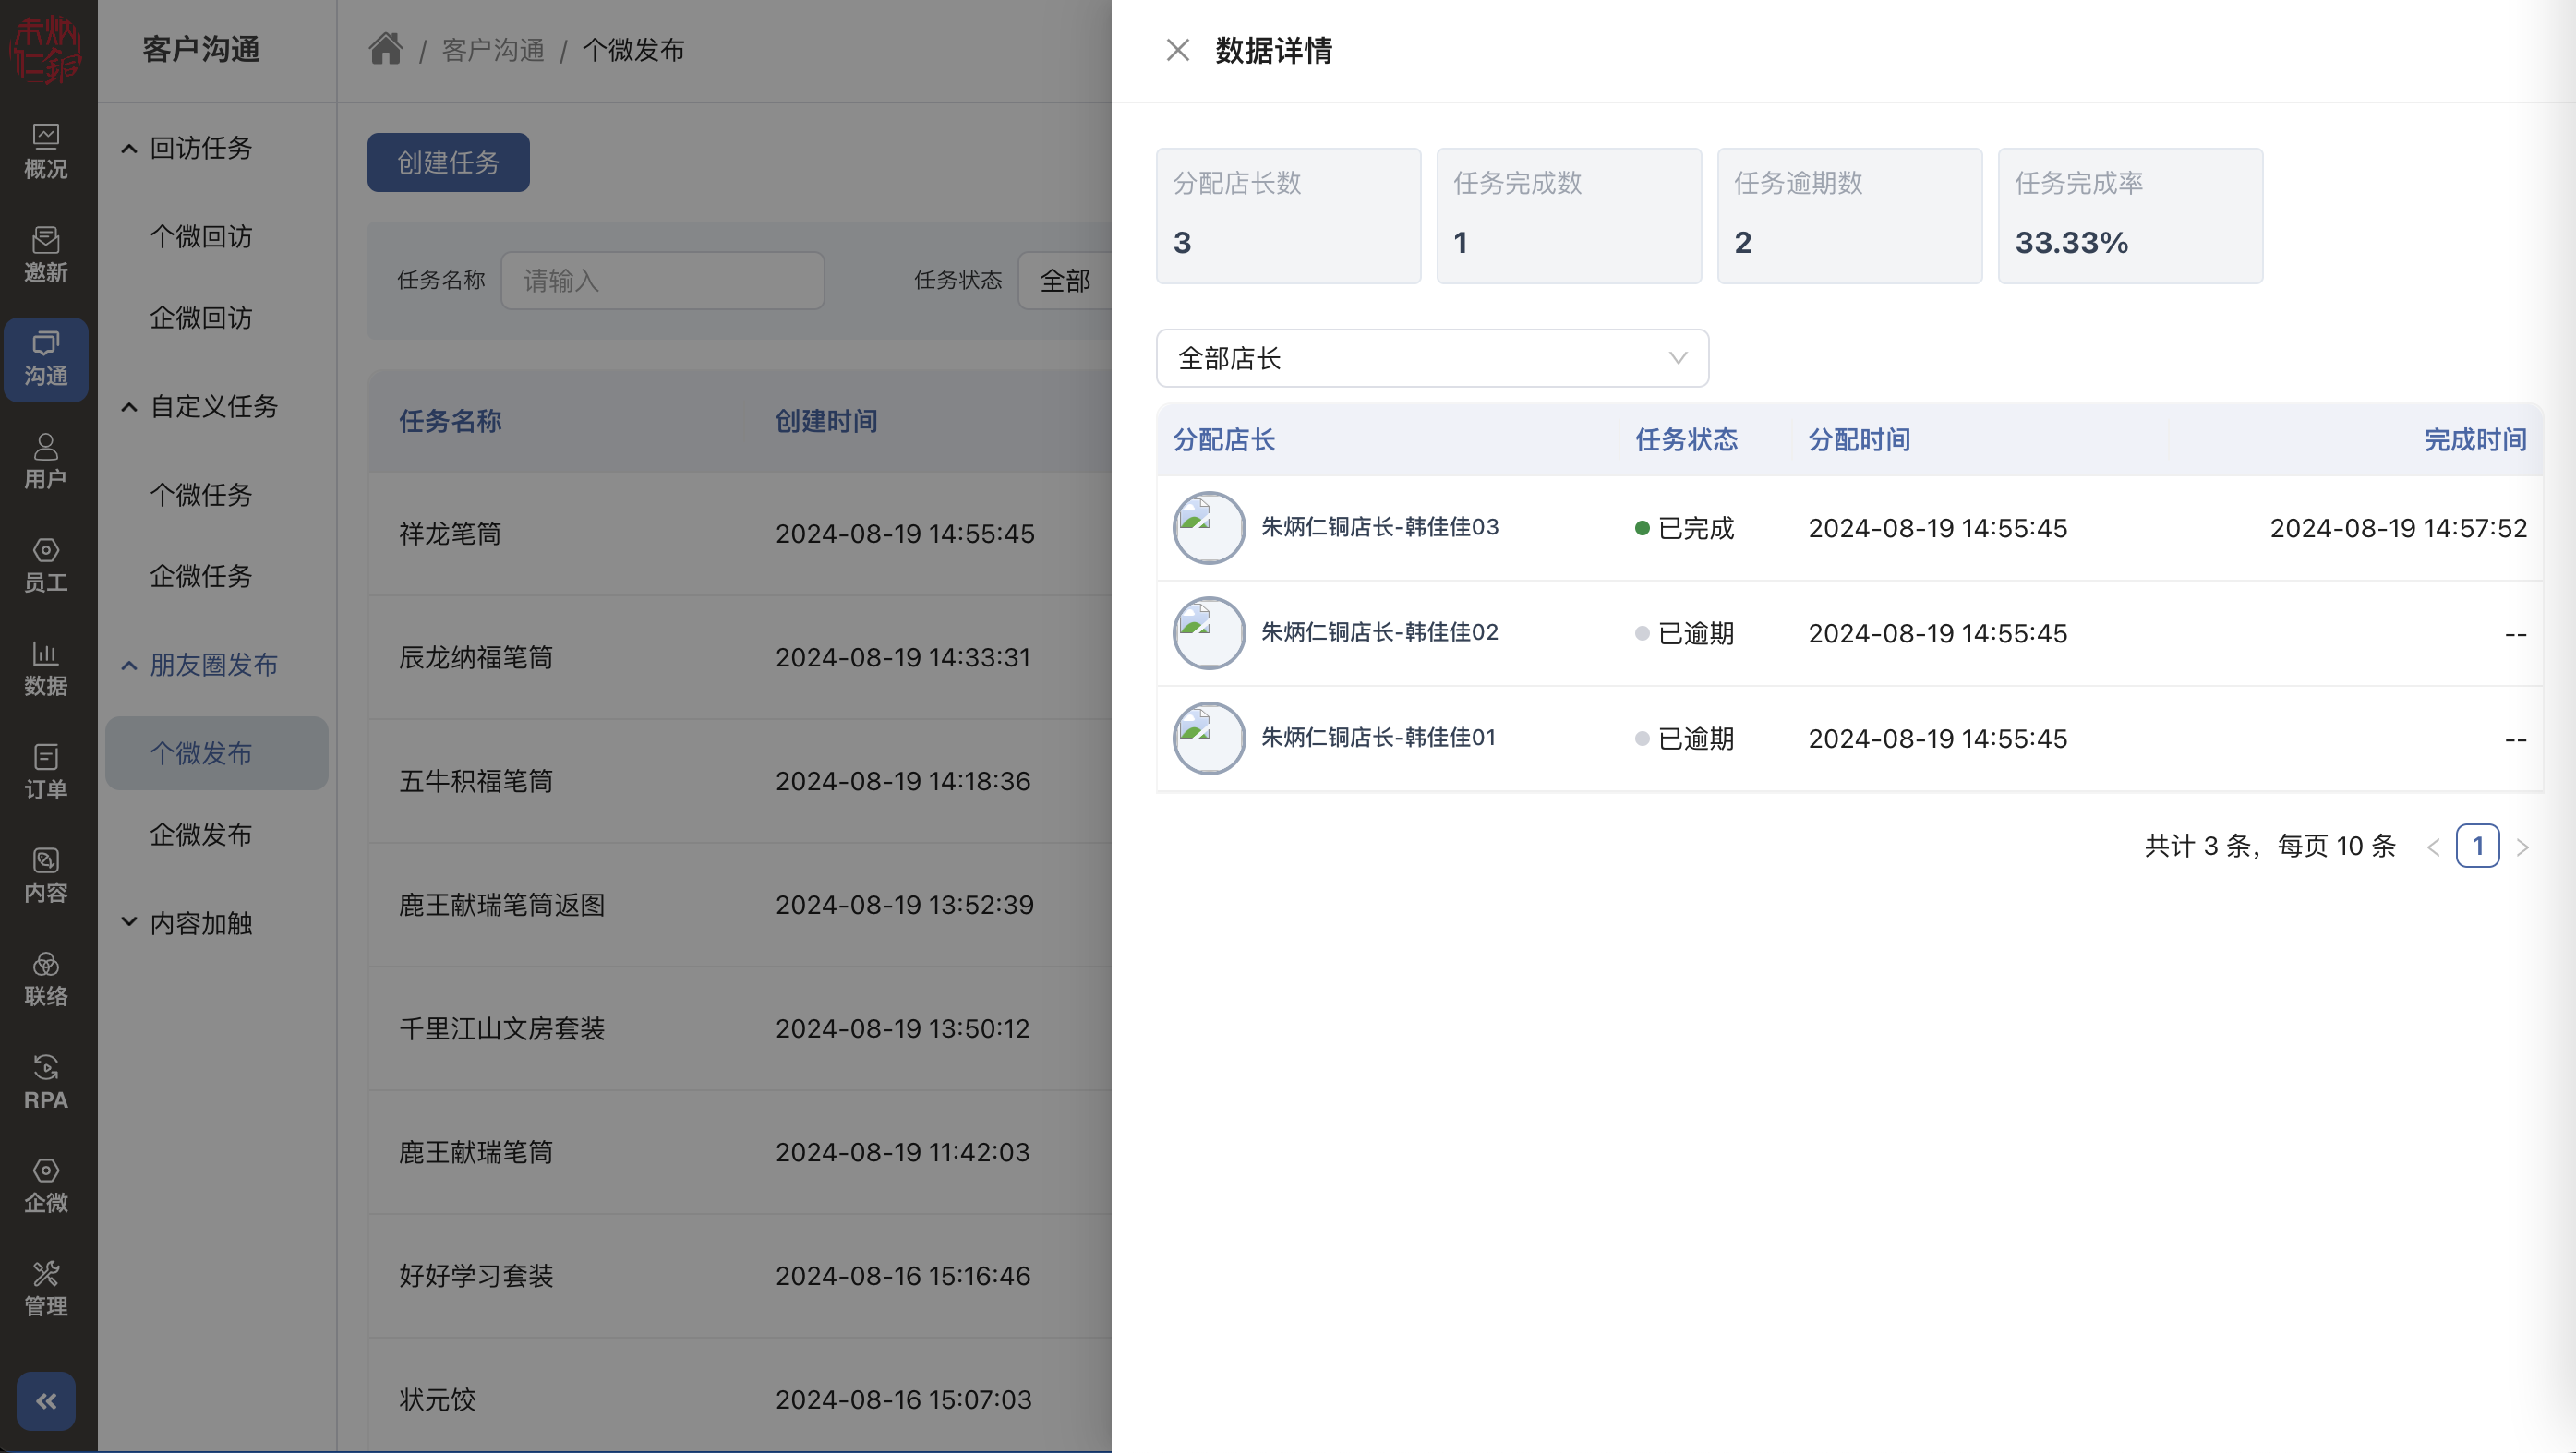 朱炳
仁銅
概况
邀新
沟通
用户
员工
数据
订单
内容
联络
RPA
企微
管理
客户沟通
回访任务
个微回访
企微回访
自定义任务
个微任务
企微任务
朋友圈发布
个微发布
企微发布
内容加触
/ 客户沟通 / 个微发布
创建任务
任务名称 请输入 任务状态 全部
任务名称 创建时间
祥龙笔筒 2024-08-19 14:55:45
辰龙纳福笔筒 2024-08-19 14:33:31
五牛积福笔筒 2024-08-19 14:18:36
鹿王献瑞笔筒返图 2024-08-19 13:52:39
千里江山文房套装 2024-08-19 13:50:12
鹿王献瑞笔筒 2024-08-19 11:42:03
好好学习套装 2024-08-16 15:16:46
状元饺 2024-08-16 15:07:03
数据详情
分配店长数 任务完成数 任务逾期数 任务完成率
3 1 2 33.33%
全部店长
分配店长 任务状态 分配时间 完成时间
朱炳仁铜店长-韩佳佳03 已完成 2024-08-19 14:55:45 2024-08-19 14:57:52
朱炳仁铜店长-韩佳佳02 已逾期 2024-08-19 14:55:45 --
朱炳仁铜店长-韩佳佳01 已逾期 2024-08-19 14:55:45 --
共计 3 条，每页 10 条 < 1 >